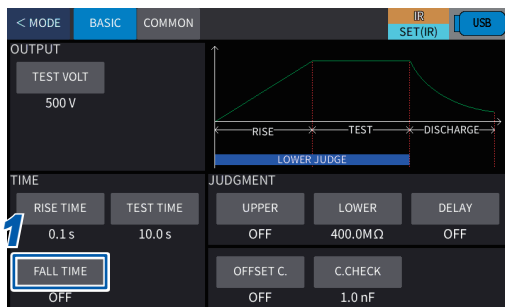 < MODE BASIC COMMON IR SET(IR) USB
OUTPUT
TEST VOLT
500 V
RISE TEST DISCHARGE
LOWER JUDGE
TIME
RISE TIME TEST TIME
0.1 s 10.0 s
1
FALL TIME
OFF
JUDGMENT
UPPER LOWER DELAY
OFF 400.0MΩ OFF
OFFSET C. C.CHECK
OFF 1.0 nF